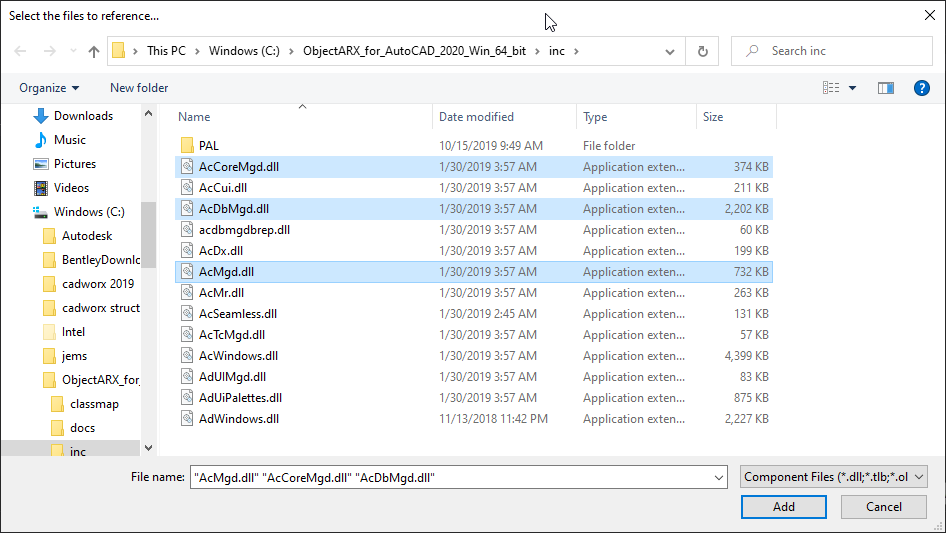 Select the files to reference...
This PC > Windows (C:) > ObjectARX_for_AutoCAD_2020_Win_64_bit > inc >
Search inc
Organize New folder
Downloads
Music
Pictures
Videos
Windows (C:)
Autodesk
BentleyDownlo
cadworx 2019
cadworx struct
Intel
jems
ObjectARX_for_
classmap
docs
inc
Name Date modified Type Size
PAL 10/15/2019 9:49 AM File folder
AcCoreMgd.dll 1/30/2019 3:57 AM Application exten... 374 KB
AcCui.dll 1/30/2019 3:57 AM Application exten... 211 KB
AcDbMgd.dll 1/30/2019 3:57 AM Application exten... 2,202 KB
acdbmgdbrep.dll 1/30/2019 3:57 AM Application exten... 60 KB
AcDx.dll 1/30/2019 3:57 AM Application exten... 199 KB
AcMgd.dll 1/30/2019 3:57 AM Application exten... 732 KB
AcMr.dll 1/30/2019 3:57 AM Application exten... 263 KB
AcSeamless.dll 1/30/2019 2:45 AM Application exten... 131 KB
AcTcMgd.dll 1/30/2019 3:57 AM Application exten... 57 KB
AcWindows.dll 1/30/2019 3:57 AM Application exten... 4,399 KB
AdUIMgd.dll 1/30/2019 3:57 AM Application exten... 83 KB
AdUiPalettes.dll 1/30/2019 3:57 AM Application exten... 875 KB
AdWindows.dll 11/13/2018 11:42 PM Application exten... 2,227 KB
File name: "AcMgd.dll" "AcCoreMgd.dll" "AcDbMgd.dll" Component Files (*.dll;*.tlb;*.ol
Add Cancel